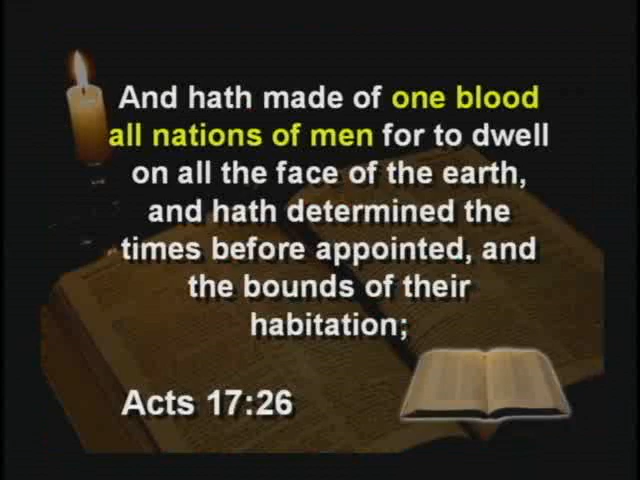 And hath made of one blood
all nations of men for to dwell
on all the face of the earth,
and hath determined the
times before appointed, and
the bounds of their
habitation;
Acts 17:26